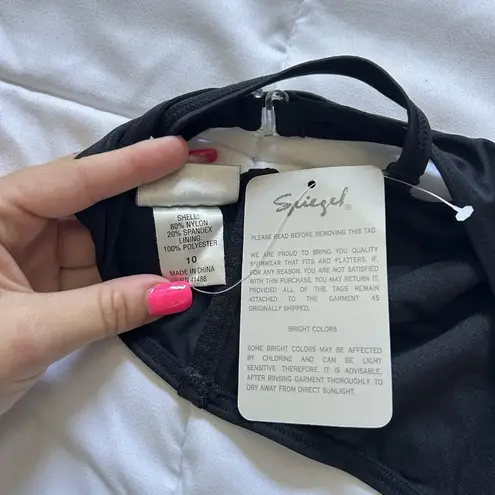 SHELL:
80% NYLON
20% SPANDEX
LINING:
100% POLYESTER
10
MADE IN CHINA
41488
Spiegel®
PLEASE READ BEFORE REMOVING THIS TAG
WE ARE PROUD TO BRING YOU QUALITY
SWIMWEAR THAT FITS AND FLATTERS. IF,
FOR ANY REASON, YOU ARE NOT SATISFIED
WITH THIS PURCHASE, YOU MAY RETURN IT,
PROVIDED ALL OF THE TAGS REMAIN
ATTACHED TO THE GARMENT AS
ORIGINALLY SHIPPED.
BRIGHT COLORS
SOME BRIGHT COLORS MAY BE AFFECTED
BY CHLORINE AND CAN BE LIGHT
SENSITIVE. THEREFORE, IT IS ADVISABLE,
AFTER RINSING GARMENT THOROUGHLY, TO
DRY AWAY FROM DIRECT SUNLIGHT.